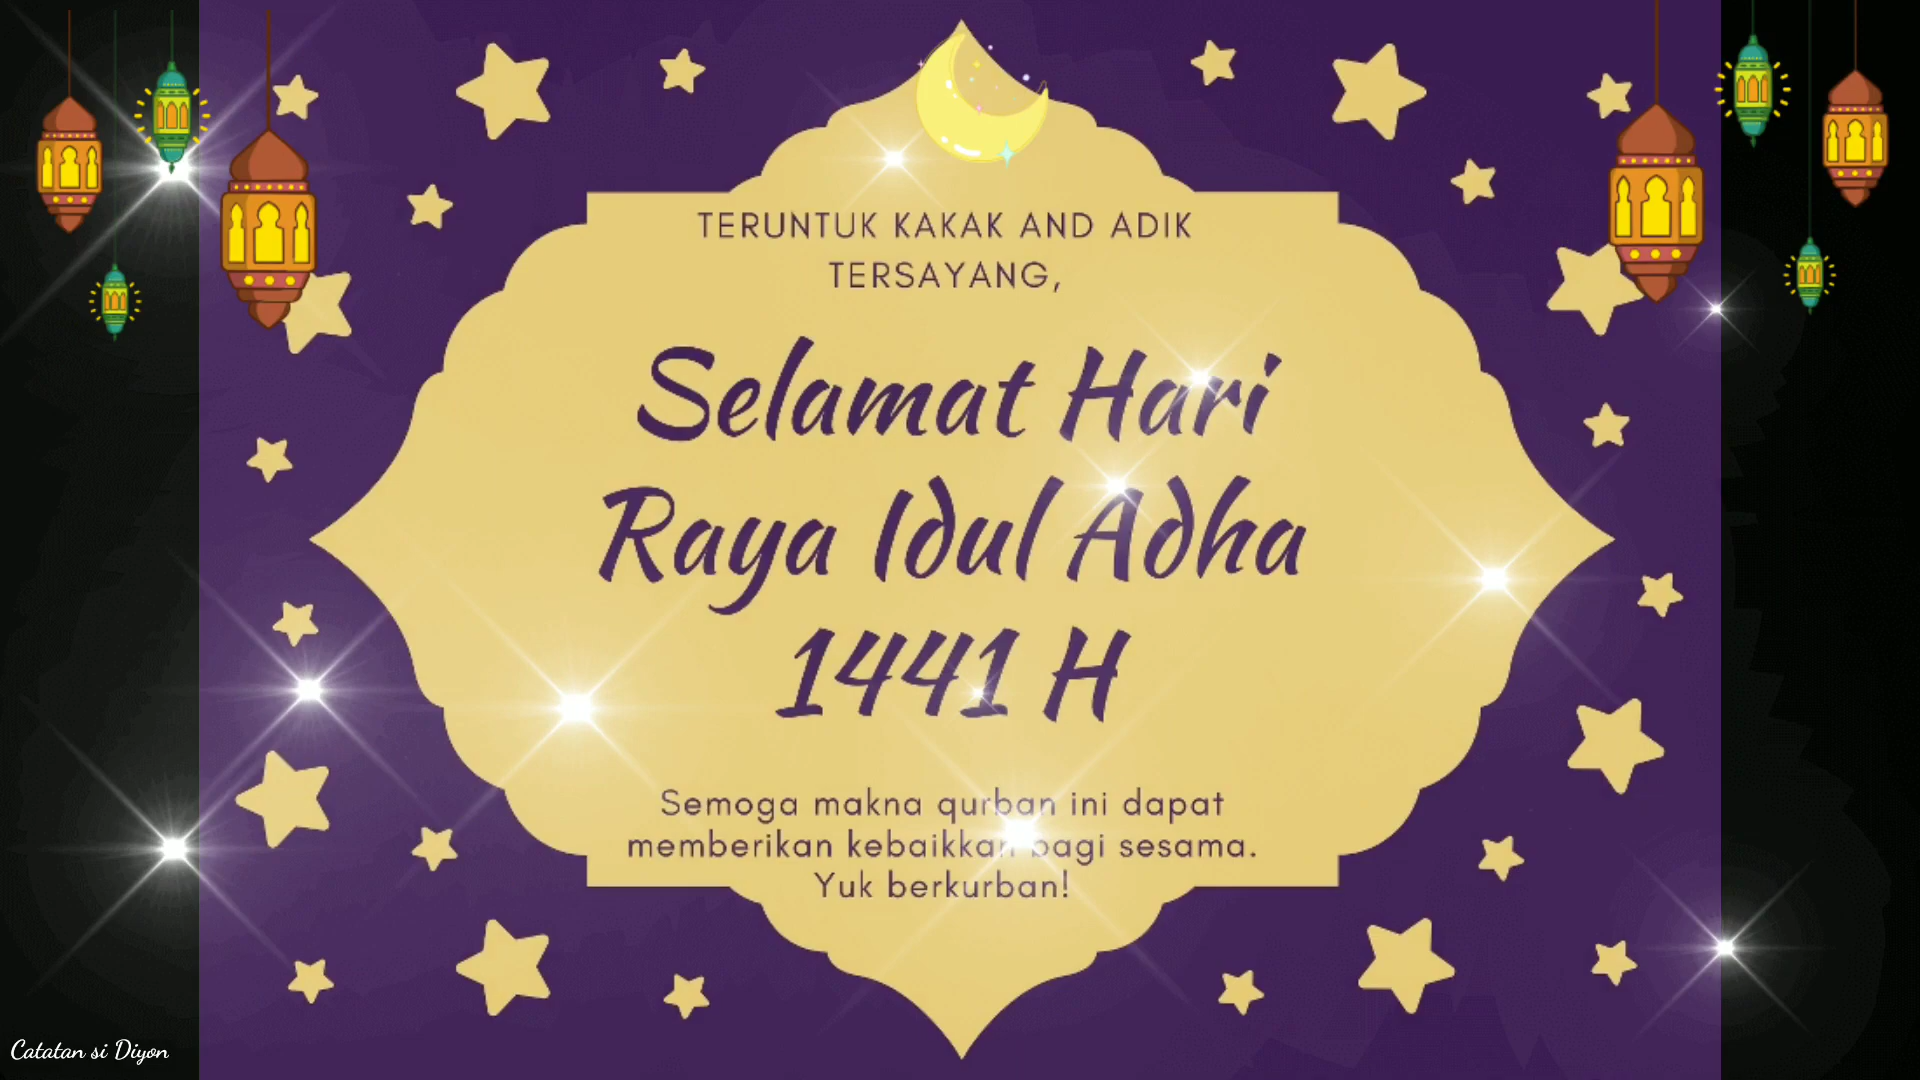 TERUNTUK KAKAK AND ADIK
TERSAYANG,
Selamat Hari
Raya Idul Adha
1441 H
Semoga makna qurban ini dapat
memberikan kebaikkan bagi sesama.
Yuk berkurban!
Catatan si Diyon